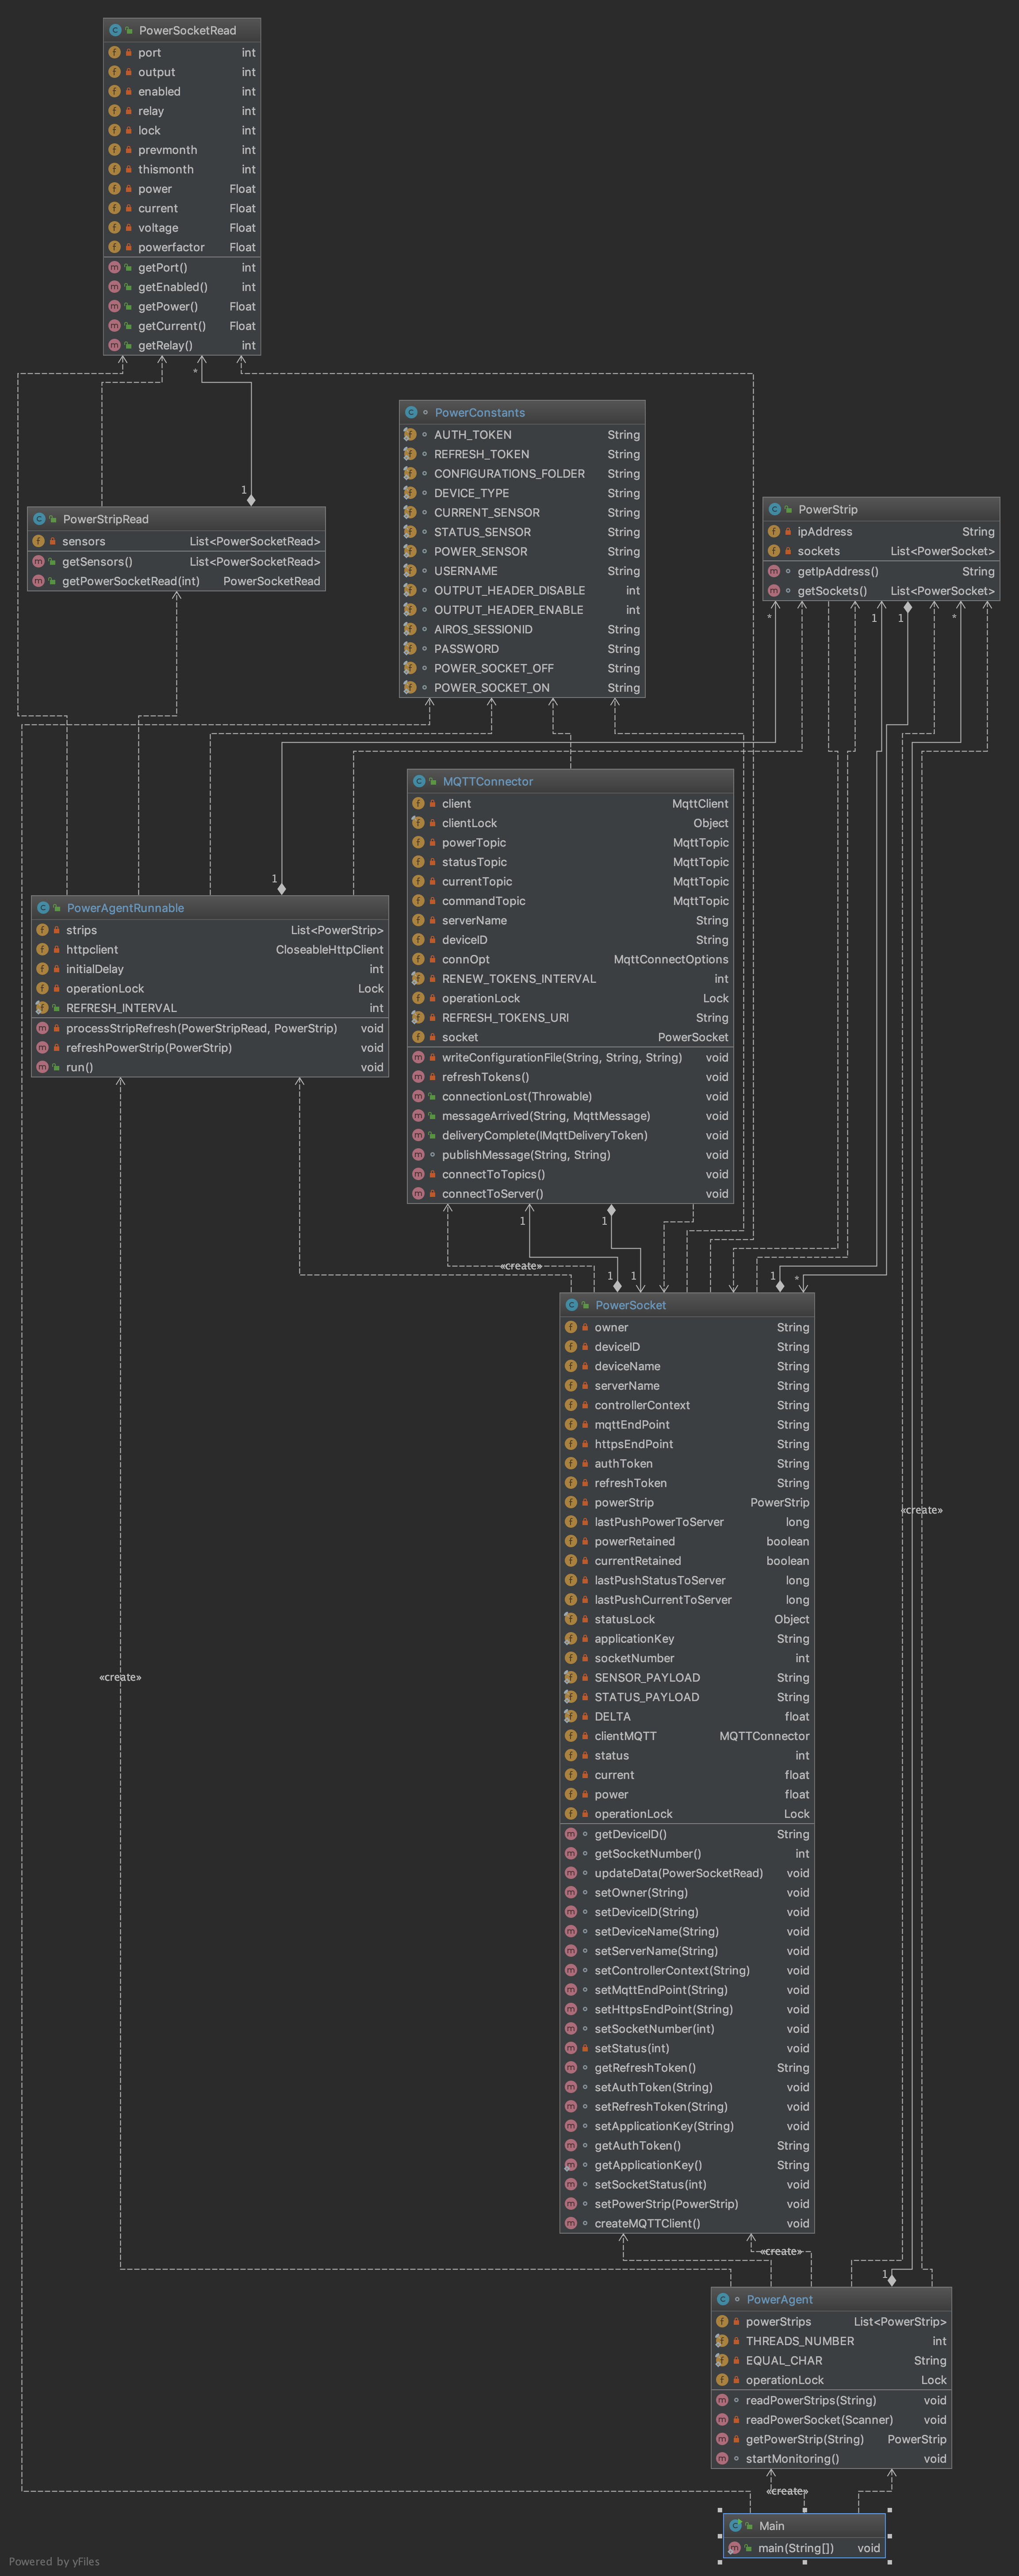 PowerSocketRead
port int
output int
enabled int
relay int
lock int
prevmonth int
thismonth int
power Float
current Float
voltage Float
powerfactor Float
getPort() int
getEnabled() int
getPower() Float
getCurrent() Float
getRelay() int
*
1
PowerStripRead
sensors List<PowerSocketRead>
getSensors() List<PowerSocketRead>
getPowerSocketRead(int) PowerSocketRead
PowerConstants
AUTH_TOKEN String
REFRESH_TOKEN String
CONFIGURATIONS_FOLDER String
DEVICE_TYPE String
CURRENT_SENSOR String
STATUS_SENSOR String
POWER_SENSOR String
USERNAME String
OUTPUT_HEADER_DISABLE int
OUTPUT_HEADER_ENABLE int
AIROS_SESSIONID String
PASSWORD String
POWER_SOCKET_OFF String
POWER_SOCKET_ON String
PowerStrip
ipAddress String
sockets List<PowerSocket>
getIpAddress() String
getSockets() List<PowerSocket>
* 1 1 *
MQTTConnector
client MqttClient
clientLock Object
powerTopic MqttTopic
statusTopic MqttTopic
currentTopic MqttTopic
commandTopic MqttTopic
serverName String
deviceID String
connOpt MqttConnectOptions
RENEW_TOKENS_INTERVAL int
operationLock Lock
REFRESH_TOKENS_URI String
socket PowerSocket
writeConfigurationFile(String, String, String) void
refreshTokens() void
connectionLost(Throwable) void
messageArrived(String, MqttMessage) void
deliveryComplete(IMqttDeliveryToken) void
publishMessage(String, String) void
connectToTopics() void
connectToServer() void
1
PowerAgentRunnable
strips List<PowerStrip>
httpclient CloseableHttpClient
initialDelay int
operationLock Lock
REFRESH_INTERVAL int
processStripRefresh(PowerStripRead, PowerStrip) void
refreshPowerStrip(PowerStrip) void
run() void
1 1
«create»
1 1 1 *
PowerSocket
owner String
deviceID String
deviceName String
serverName String
controllerContext String
mqttEndPoint String
httpsEndPoint String
authToken String
refreshToken String
powerStrip PowerStrip
lastPushPowerToServer long
powerRetained boolean
currentRetained boolean
lastPushStatusToServer long
lastPushCurrentToServer long
statusLock Object
applicationKey String
socketNumber int
SENSOR_PAYLOAD String
STATUS_PAYLOAD String
DELTA float
clientMQTT MQTTConnector
status int
current float
power float
operationLock Lock
getDeviceID() String
getSocketNumber() int
updateData(PowerSocketRead) void
setOwner(String) void
setDeviceID(String) void
setDeviceName(String) void
setServerName(String) void
setControllerContext(String) void
setMqttEndPoint(String) void
setHttpsEndPoint(String) void
setSocketNumber(int) void
setStatus(int) void
getRefreshToken() String
setAuthToken(String) void
setRefreshToken(String) void
setApplicationKey(String) void
getAuthToken() String
getApplicationKey() String
setSocketStatus(int) void
setPowerStrip(PowerStrip) void
createMQTTClient() void
«create»
«create»
«create»
1
PowerAgent
powerStrips List<PowerStrip>
THREADS_NUMBER int
EQUAL_CHAR String
operationLock Lock
readPowerStrips(String) void
readPowerSocket(Scanner) void
getPowerStrip(String) PowerStrip
startMonitoring() void
«create»
Main
main(String[]) void
Powered by yFiles